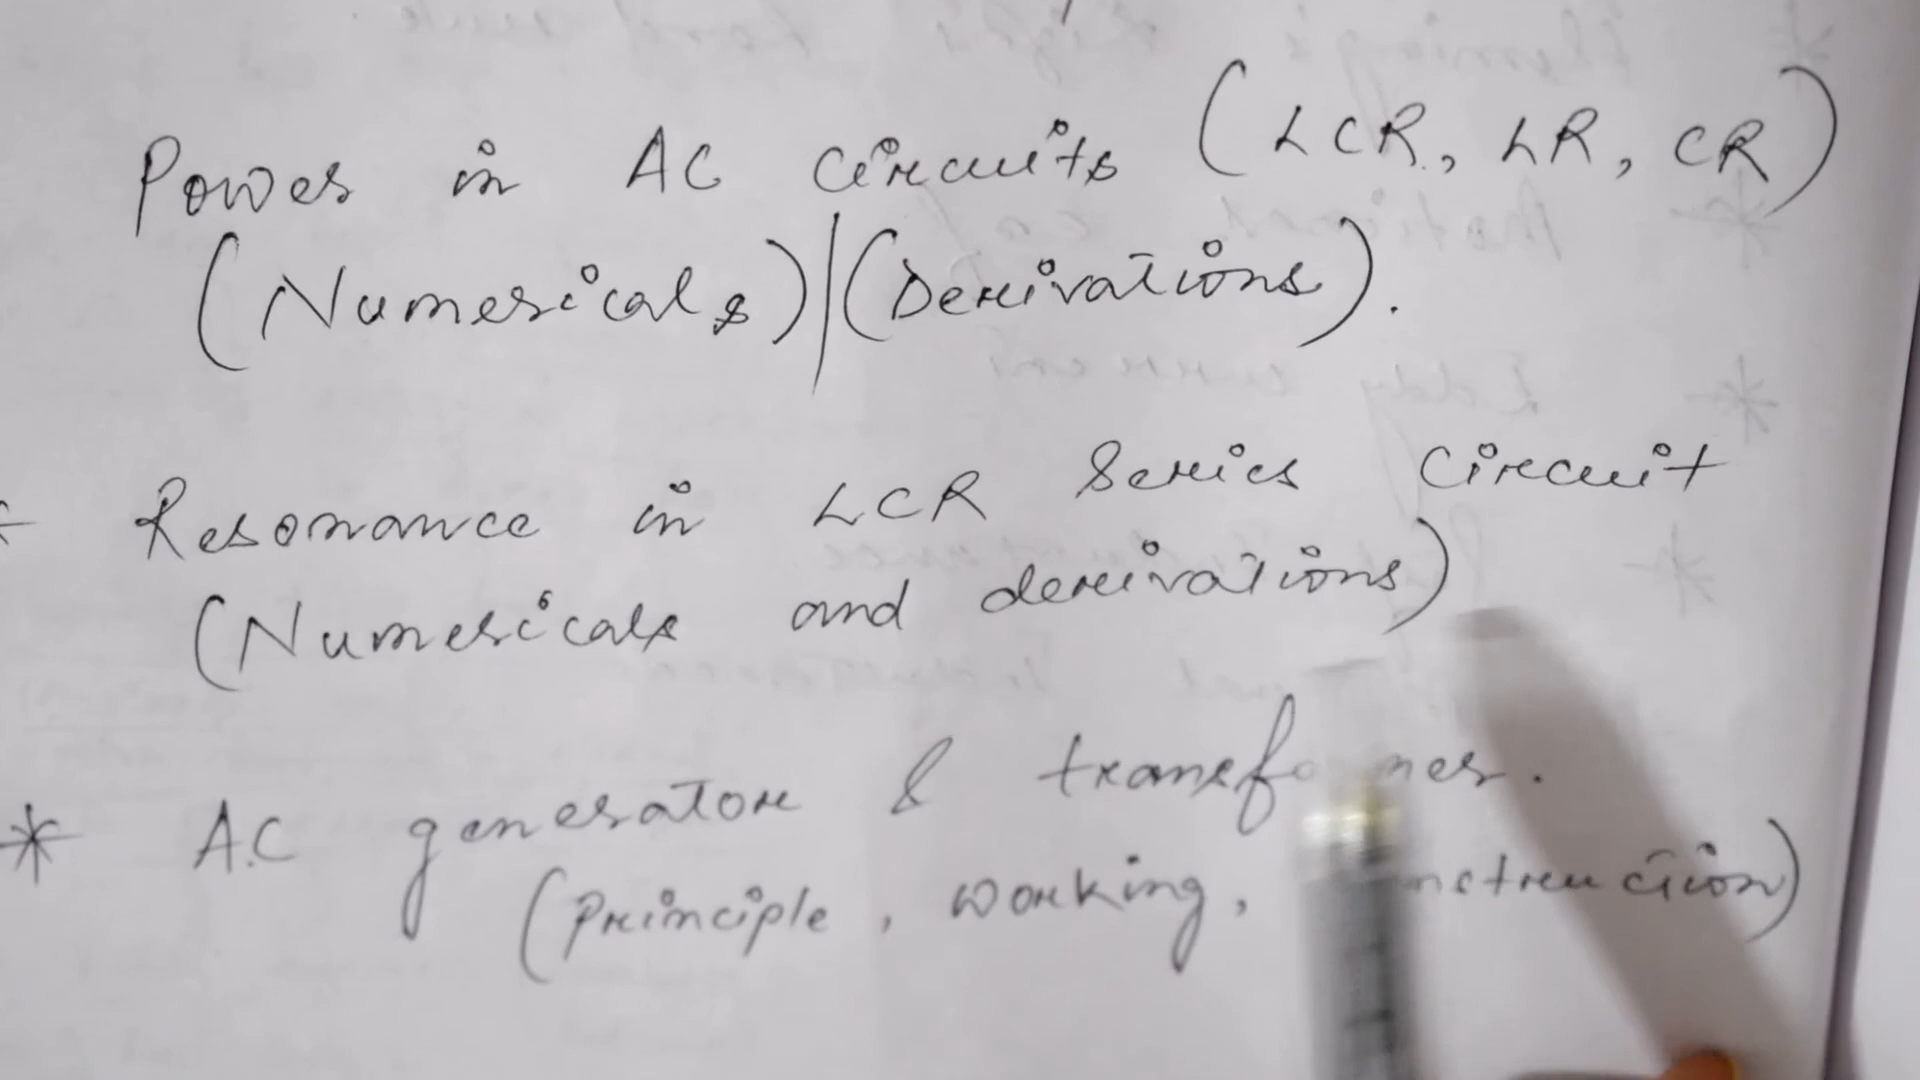 Power in AC Circuits (LCR, LR, CR)
(Numericals)|(Derivations).
* Resonance in LCR Series Circuit
(Numericals and derivations)
* A.C generator & 
(Principle, working,